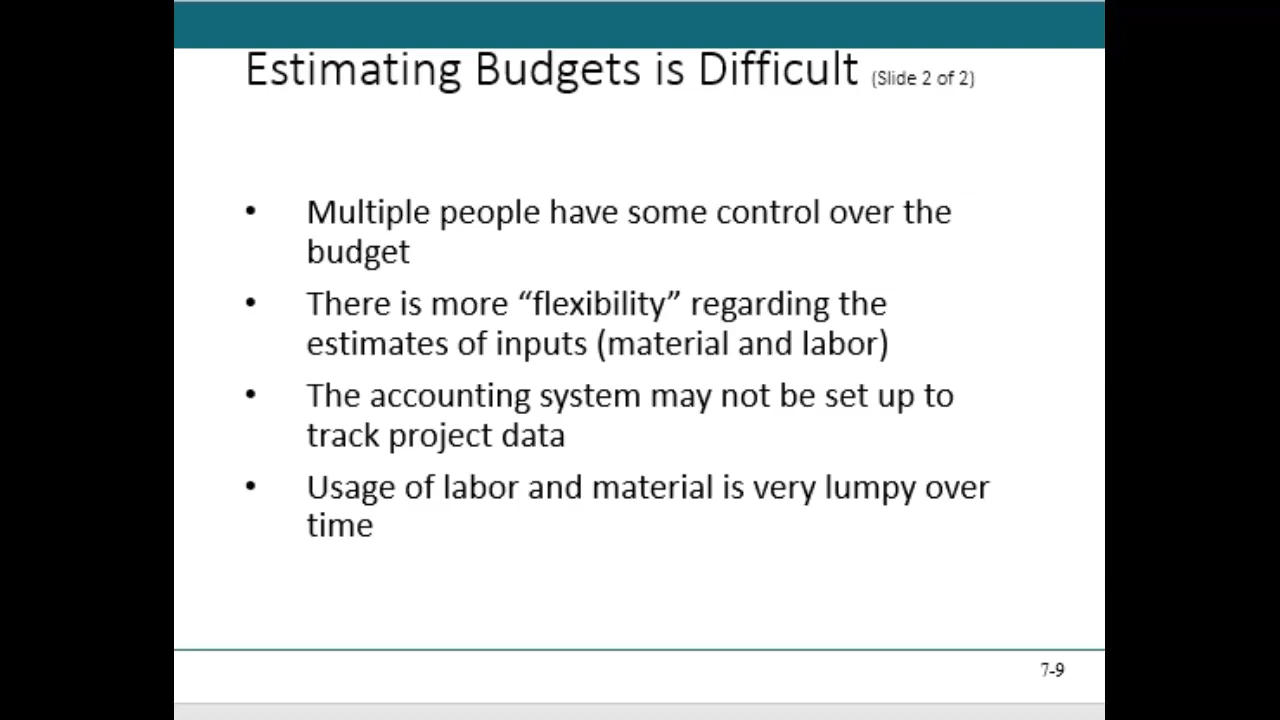 Estimating Budgets is Difficult (Slide 2 of 2)
• Multiple people have some control over the
budget
• There is more “flexibility” regarding the
estimates of inputs (material and labor)
• The accounting system may not be set up to
track project data
• Usage of labor and material is very lumpy over
time
7-9